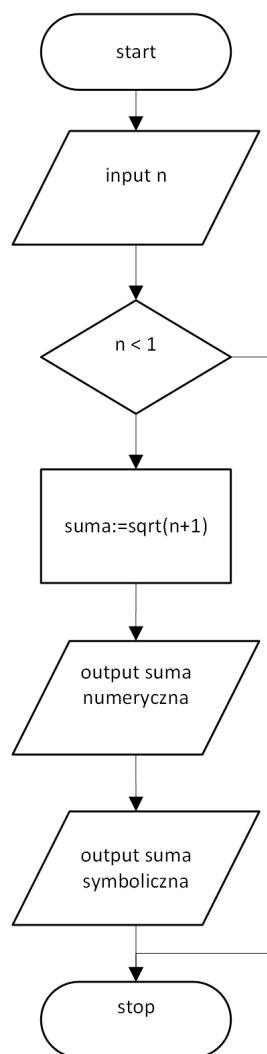 start
input n
n < 1
suma:=sqrt(n+1)
output suma
numeryczna
output suma
symboliczna
stop